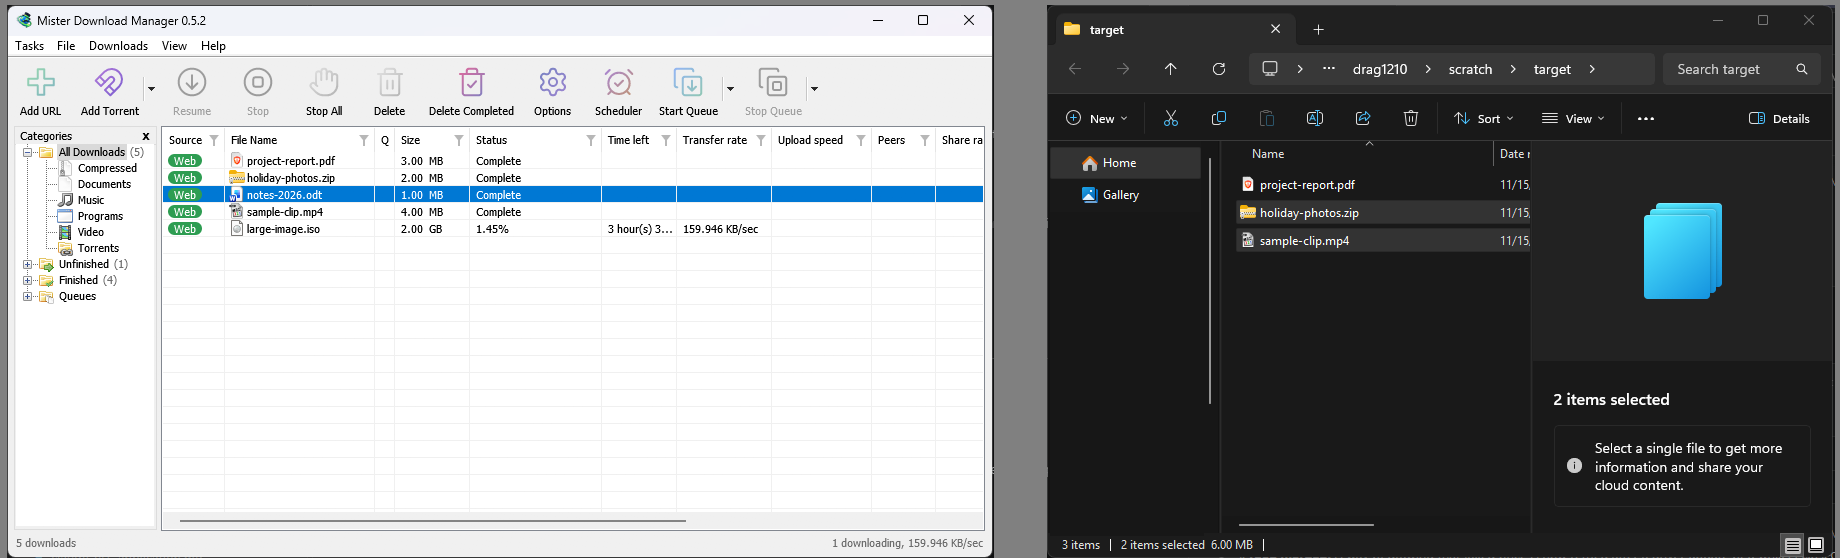 Mister Download Manager 0.5.2
Tasks File Downloads View Help
Add URL Add Torrent Resume Stop Stop All Delete Delete Completed Options Scheduler Start Queue Stop Queue
Categories x
All Downloads (5)
Compressed
Documents
Music
Programs
Video
Torrents
Unfinished (1)
Finished (4)
Queues
Source File Name Q Size Status Time left Transfer rate Upload speed Peers Share ra
Web project-report.pdf 3.00 MB Complete
Web holiday-photos.zip 2.00 MB Complete
Web notes-2026.odt 1.00 MB Complete
Web sample-clip.mp4 4.00 MB Complete
Web large-image.iso 2.00 GB 1.45% 3 hour(s) 3... 159.946 KB/sec
5 downloads 1 downloading, 159.946 KB/sec
target
drag1210 scratch target Search target
New Sort View Details
Home
Gallery
Name Date r
project-report.pdf 11/15,
holiday-photos.zip 11/15,
sample-clip.mp4 11/15,
2 items selected
Select a single file to get more
information and share your
cloud content.
3 items 2 items selected 6.00 MB